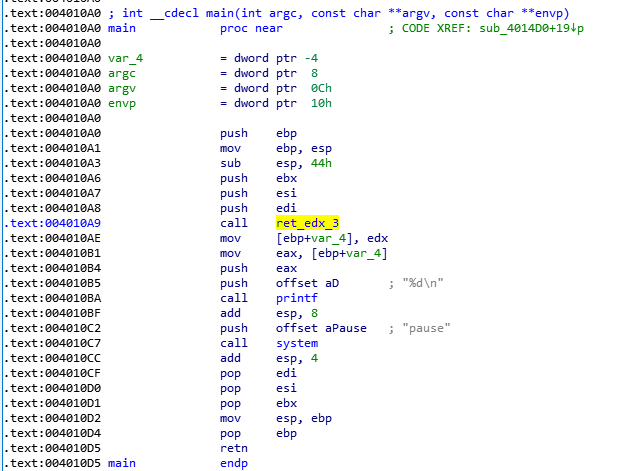 .text:004010A0 ; int __cdecl main(int argc, const char **argv, const char **envp)
.text:004010A0 main proc near ; CODE XREF: sub_4014D0+19↓p
.text:004010A0
.text:004010A0 var_4 = dword ptr -4
.text:004010A0 argc = dword ptr 8
.text:004010A0 argv = dword ptr 0Ch
.text:004010A0 envp = dword ptr 10h
.text:004010A0
.text:004010A0 push ebp
.text:004010A1 mov ebp, esp
.text:004010A3 sub esp, 44h
.text:004010A6 push ebx
.text:004010A7 push esi
.text:004010A8 push edi
.text:004010A9 call ret_edx_3
.text:004010AE mov [ebp+var_4], edx
.text:004010B1 mov eax, [ebp+var_4]
.text:004010B4 push eax
.text:004010B5 push offset aD ; "%d\n"
.text:004010BA call printf
.text:004010BF add esp, 8
.text:004010C2 push offset aPause ; "pause"
.text:004010C7 call system
.text:004010CC add esp, 4
.text:004010CF pop edi
.text:004010D0 pop esi
.text:004010D1 pop ebx
.text:004010D2 mov esp, ebp
.text:004010D4 pop ebp
.text:004010D5 retn
.text:004010D5 main endp